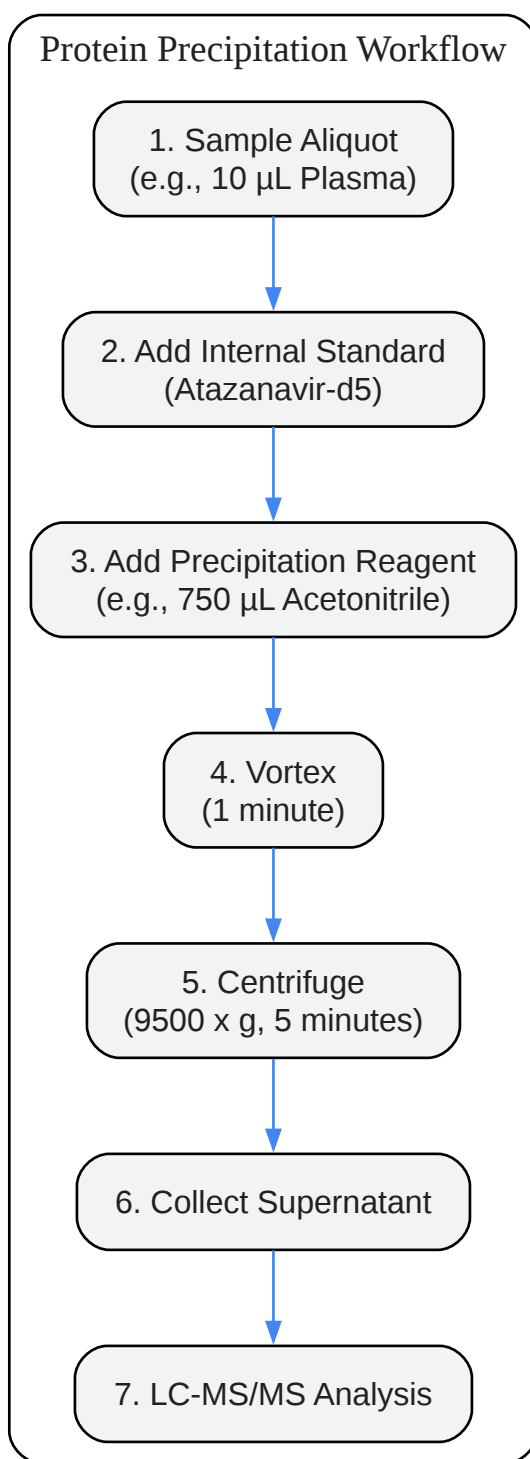 Protein Precipitation Workflow
1. Sample Aliquot
(e.g., 10 µL Plasma)
2. Add Internal Standard
(Atazanavir-d5)
3. Add Precipitation Reagent
(e.g., 750 µL Acetonitrile)
4. Vortex
(1 minute)
5. Centrifuge
(9500 x g, 5 minutes)
6. Collect Supernatant
7. LC-MS/MS Analysis